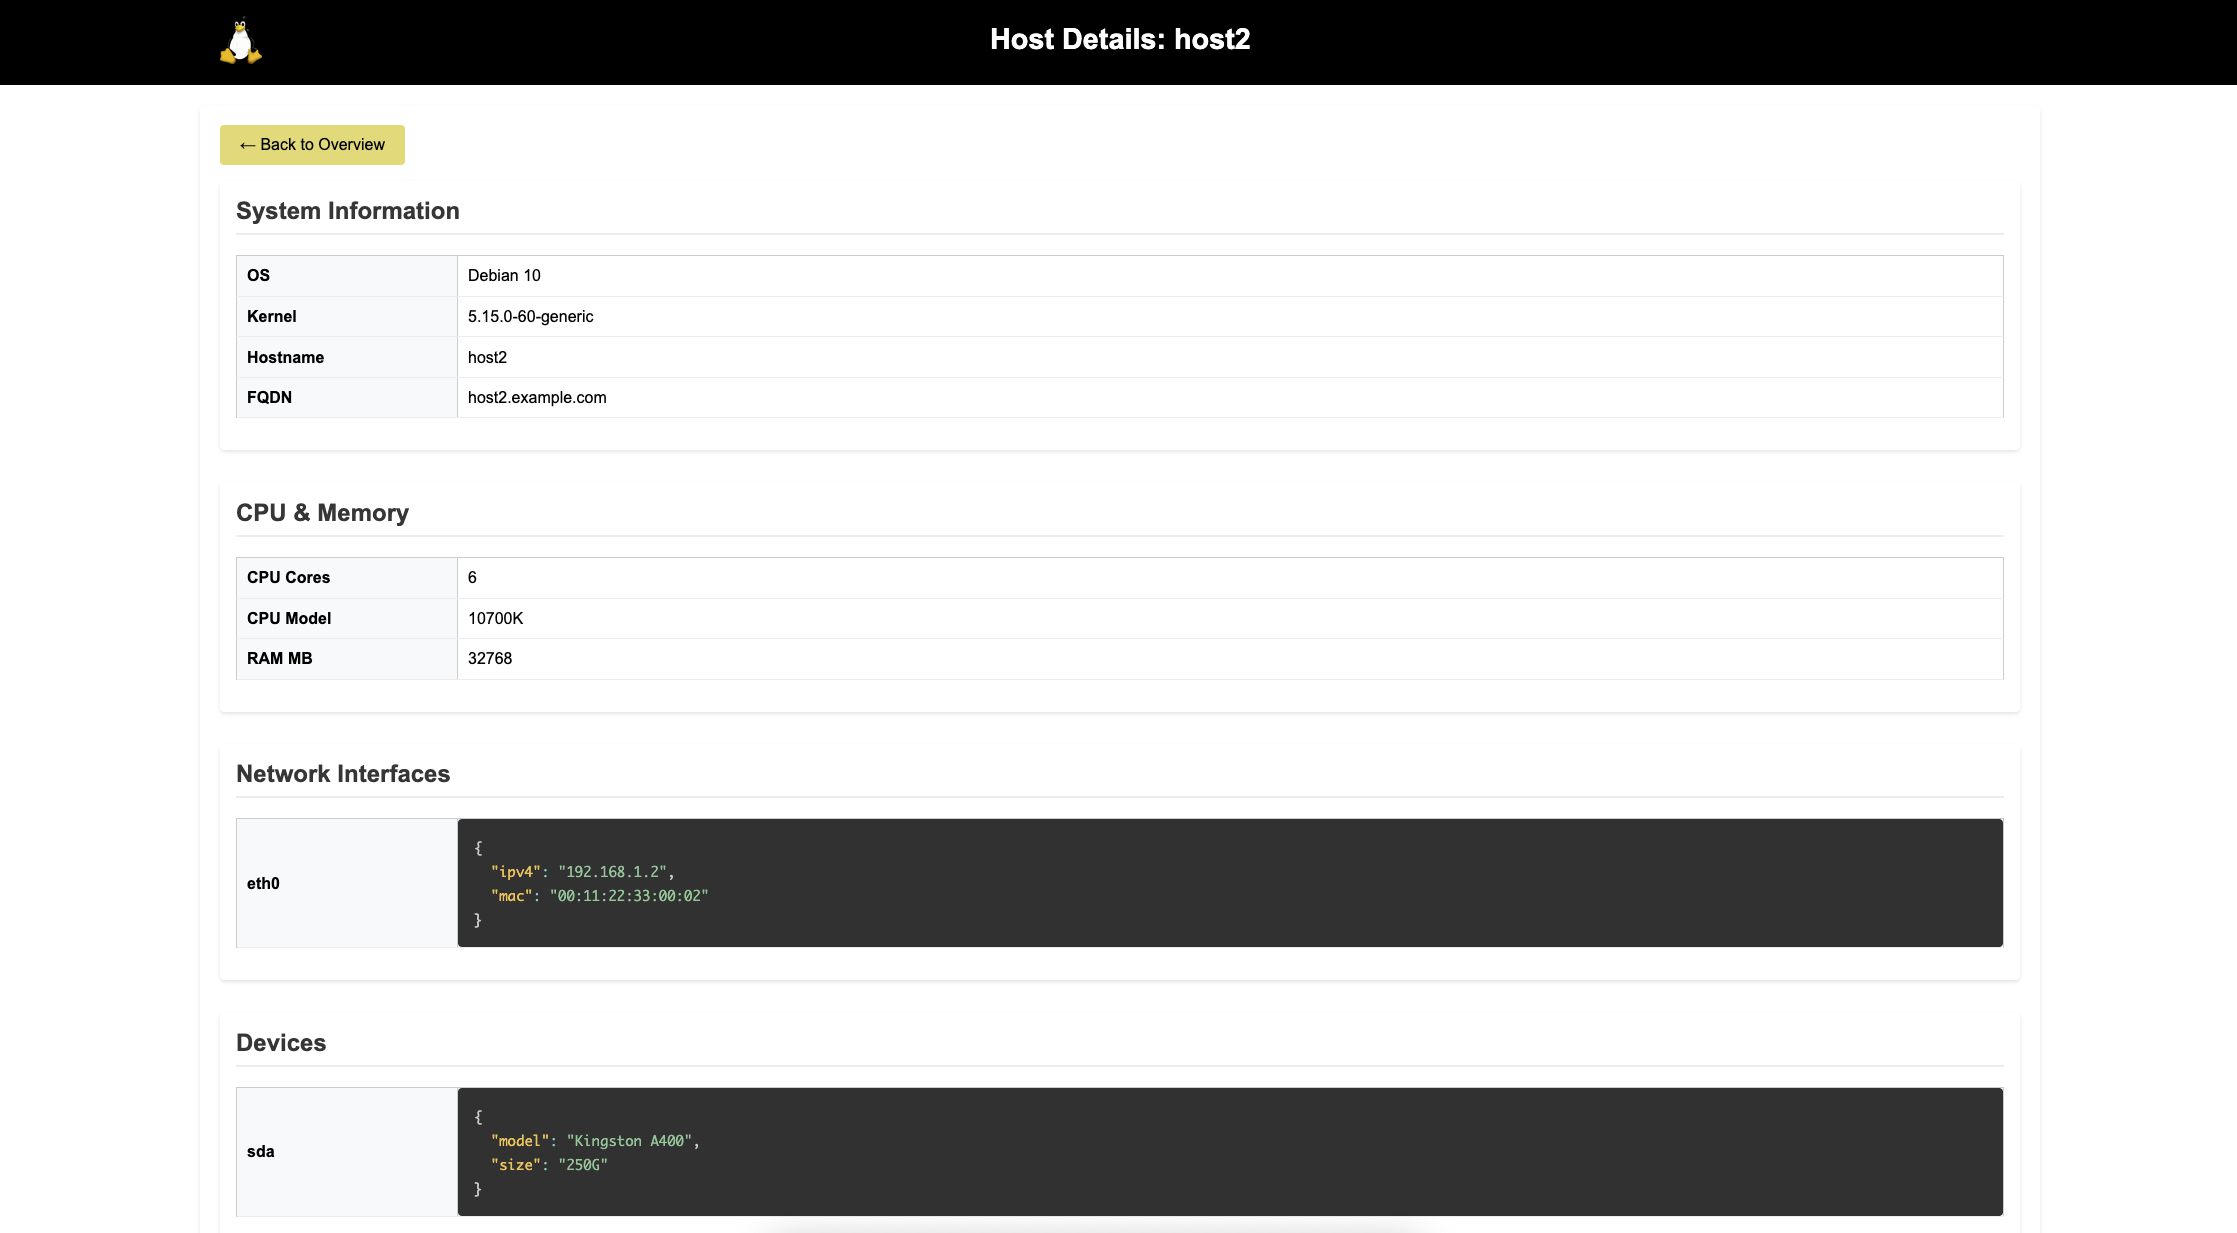 Host Details: host2
← Back to Overview
System Information
OS Debian 10
Kernel 5.15.0-60-generic
Hostname host2
FQDN host2.example.com
CPU & Memory
CPU Cores 6
CPU Model 10700K
RAM MB 32768
Network Interfaces
eth0
{
"ipv4": "192.168.1.2",
"mac": "00:11:22:33:00:02"
}
Devices
sda
{
"model": "Kingston A400",
"size": "250G"
}